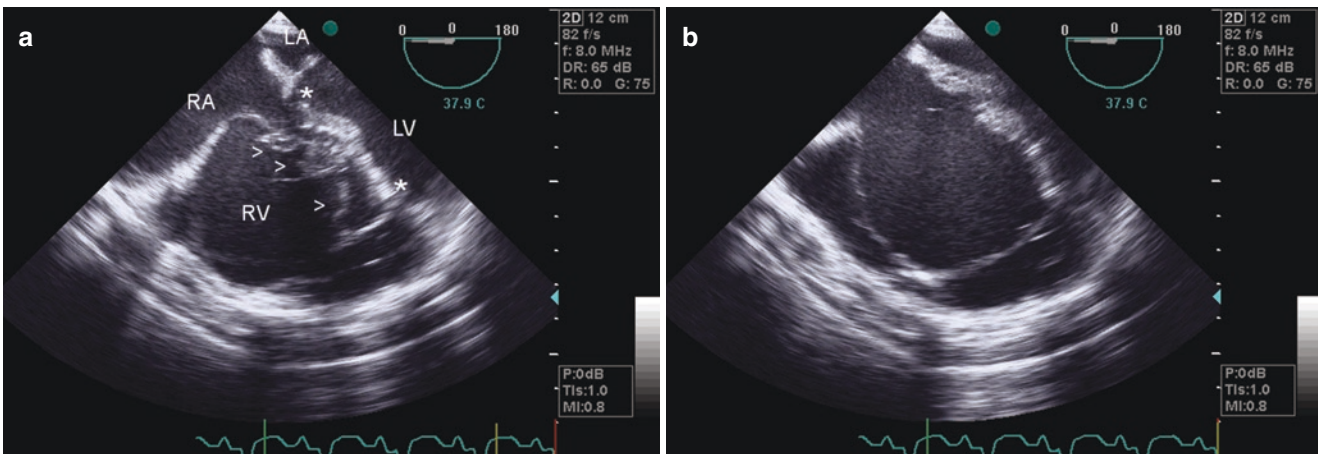 a
LA
RA
LV
RV
*
*
>
>
>
0 0 180
37.9 C
2D 12 cm
82 f/s
f: 8.0 MHz
DR: 65 dB
R: 0.0 G: 75
P:0dB
TIs:1.0
MI:0.8
b
0 0 180
37.9 C
2D 12 cm
82 f/s
f: 8.0 MHz
DR: 65 dB
R: 0.0 G: 75
P:0dB
TIs:1.0
MI:0.8